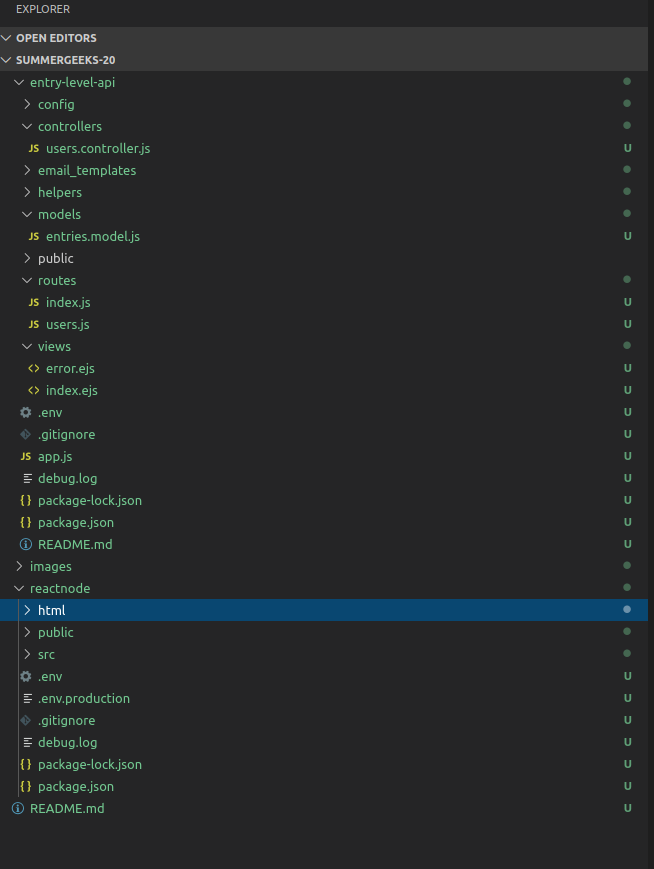 EXPLORER
OPEN EDITORS
SUMMERGEEKS-20
entry-level-api
config
controllers
JS users.controller.js U
email_templates
helpers
models
JS entries.model.js U
public
routes
JS index.js U
JS users.js U
views
<> error.ejs U
<> index.ejs U
.env U
.gitignore U
JS app.js U
debug.log U
{} package-lock.json U
{} package.json U
README.md U
images
reactnode
html
public
src
.env U
.env.production U
.gitignore U
debug.log U
{} package-lock.json U
{} package.json U
README.md U